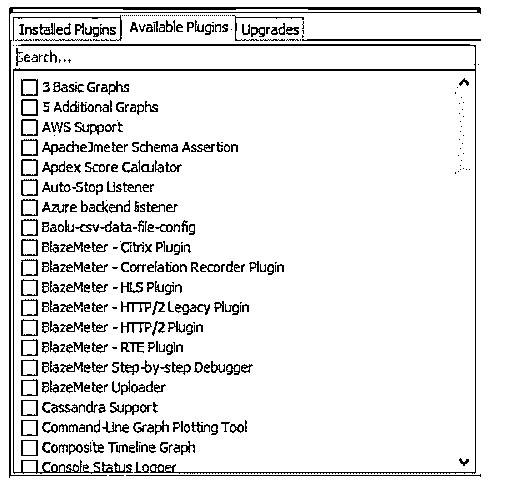 Installed Plugins Available Plugins Upgrades
Search...
3 Basic Graphs
5 Additional Graphs
AWS Support
ApacheJmeter Schema Assertion
Apdex Score Calculator
Auto-Stop Listener
Azure backend listener
Baolu-csv-data-file-config
BlazeMeter - Citrix Plugin
BlazeMeter - Correlation Recorder Plugin
BlazeMeter - HLS Plugin
BlazeMeter - HTTP/2 Legacy Plugin
BlazeMeter - HTTP/2 Plugin
BlazeMeter - RTE Plugin
BlazeMeter Step-by-step Debugger
BlazeMeter Uploader
Cassandra Support
Command-Line Graph Plotting Tool
Composite Timeline Graph
Console Status Logger